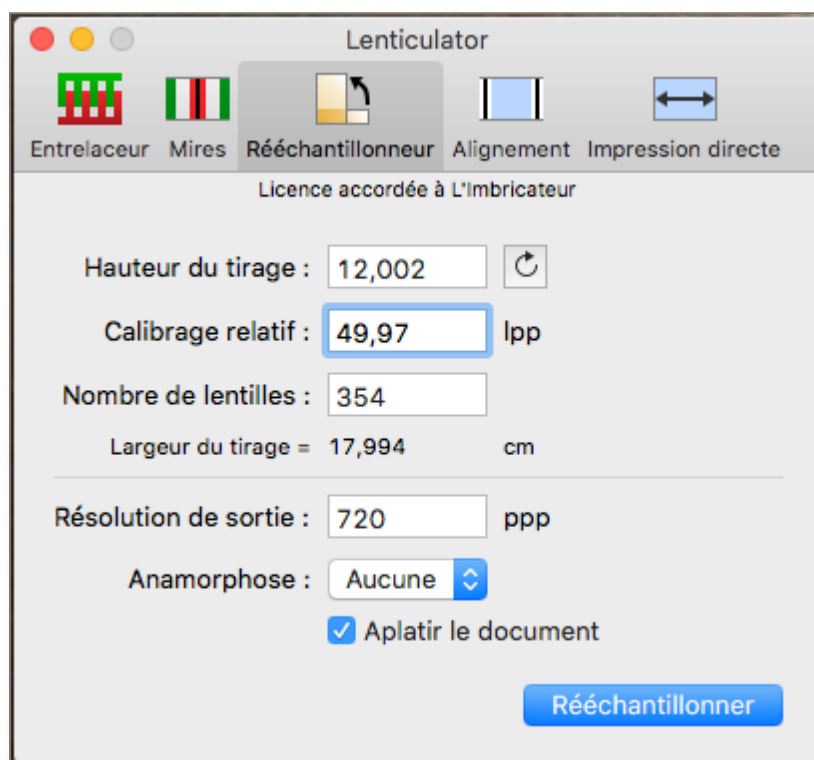 Lenticulator
Entrelaceur Mires Rééchantillonneur Alignement Impression directe
Licence accordée à L'Imbricateur
Hauteur du tirage : 12,002
Calibrage relatif : 49,97 lpp
Nombre de lentilles : 354
Largeur du tirage = 17,994 cm
Résolution de sortie : 720 ppp
Anamorphose : Aucune
Aplatir le document
Rééchantillonner